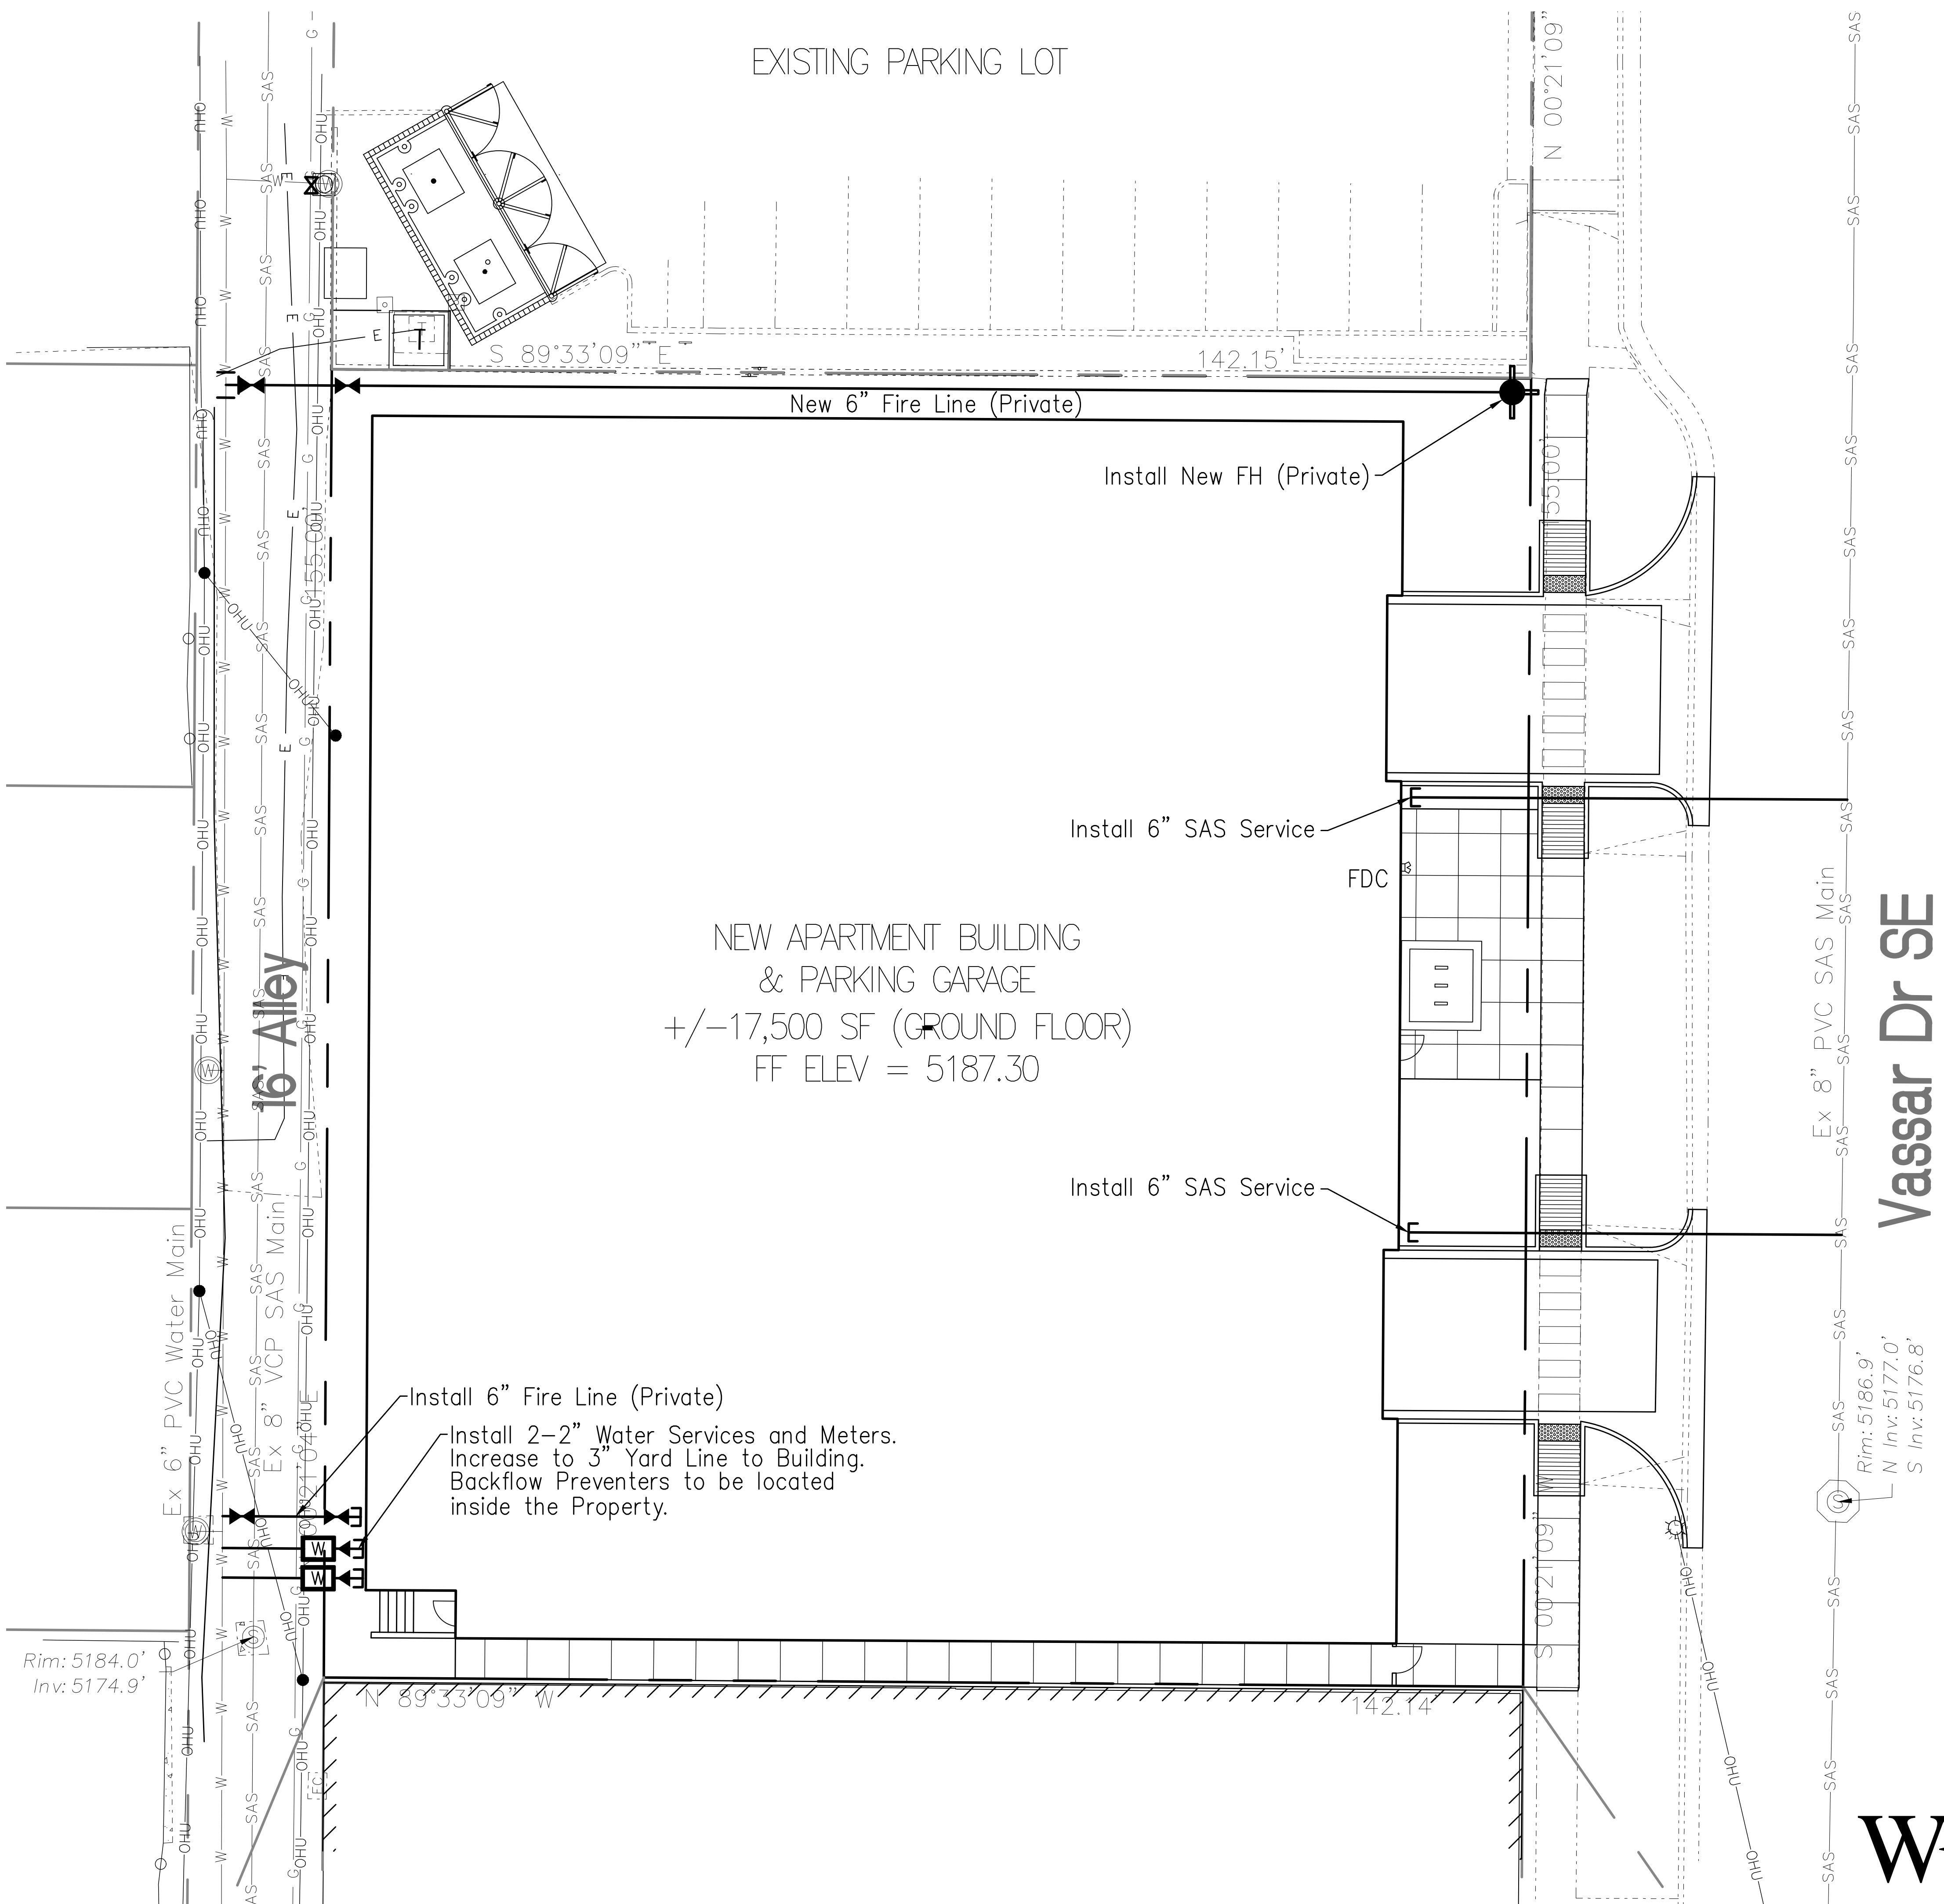 EXISTING PARKING LOT
N 00°21'09"
S 89°33'09" E
142.15'
New 6" Fire Line (Private)
Install New FH (Private)
155.00'
155.00'
Install 6" SAS Service
FDC
NEW APARTMENT BUILDING
& PARKING GARAGE
+/-17,500 SF (GROUND FLOOR)
FF ELEV = 5187.30
16' Alley
Ex 8" PVC SAS Main
Vassar Dr SE
Install 6" SAS Service
Ex 6" PVC Water Main
Ex 8" VCP SAS Main
Install 6" Fire Line (Private)
Install 2-2" Water Services and Meters.
Increase to 3" Yard Line to Building.
Backflow Preventers to be located
inside the Property.
Rim: 5186.9'
N Inv: 5177.0'
S Inv: 5176.8'
S 00°21'09" W
Rim: 5184.0'
Inv: 5174.9'
N 89°33'09" W
142.14'
SAS
OHU
W
G
E
T
S
FC